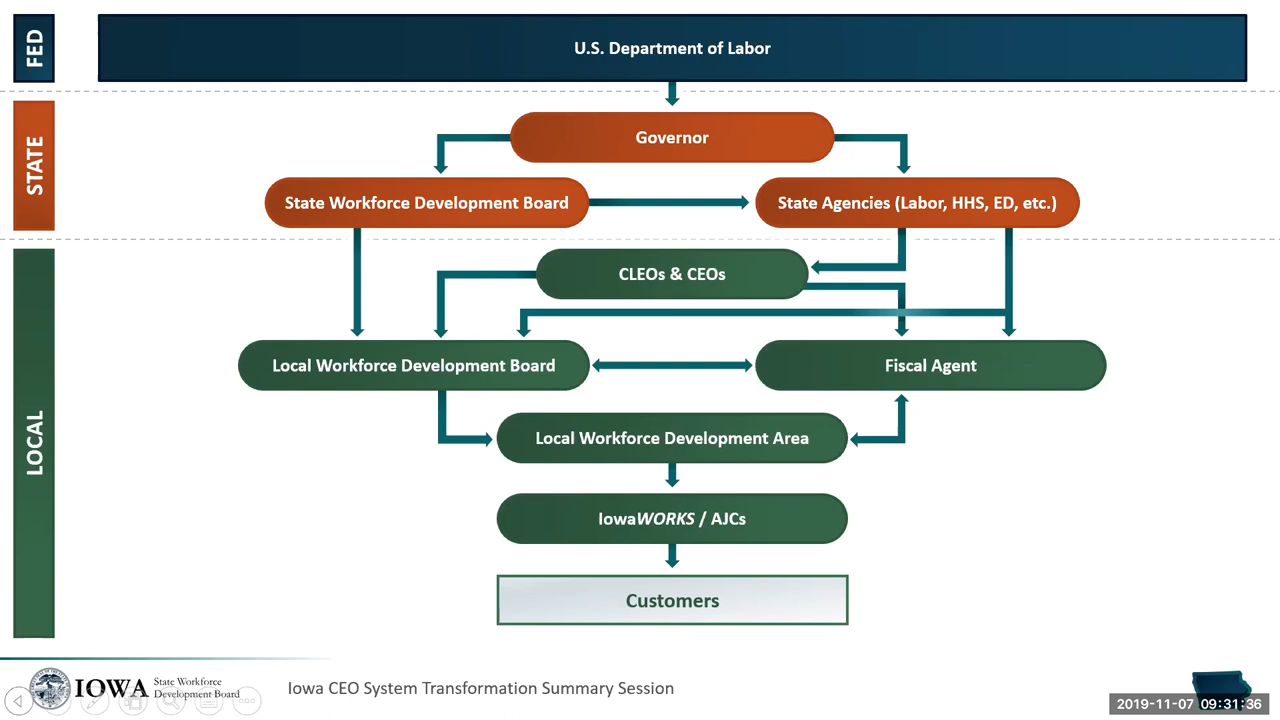 FED
U.S. Department of Labor
STATE
Governor
State Workforce Development Board
State Agencies (Labor, HHS, ED, etc.)
LOCAL
CLEOs & CEOs
Local Workforce Development Board
Fiscal Agent
Local Workforce Development Area
IowaWORKS / AJCs
Customers
IOWA
State Workforce
Development Board
Iowa CEO System Transformation Summary Session
2019-11-07 09:31:36